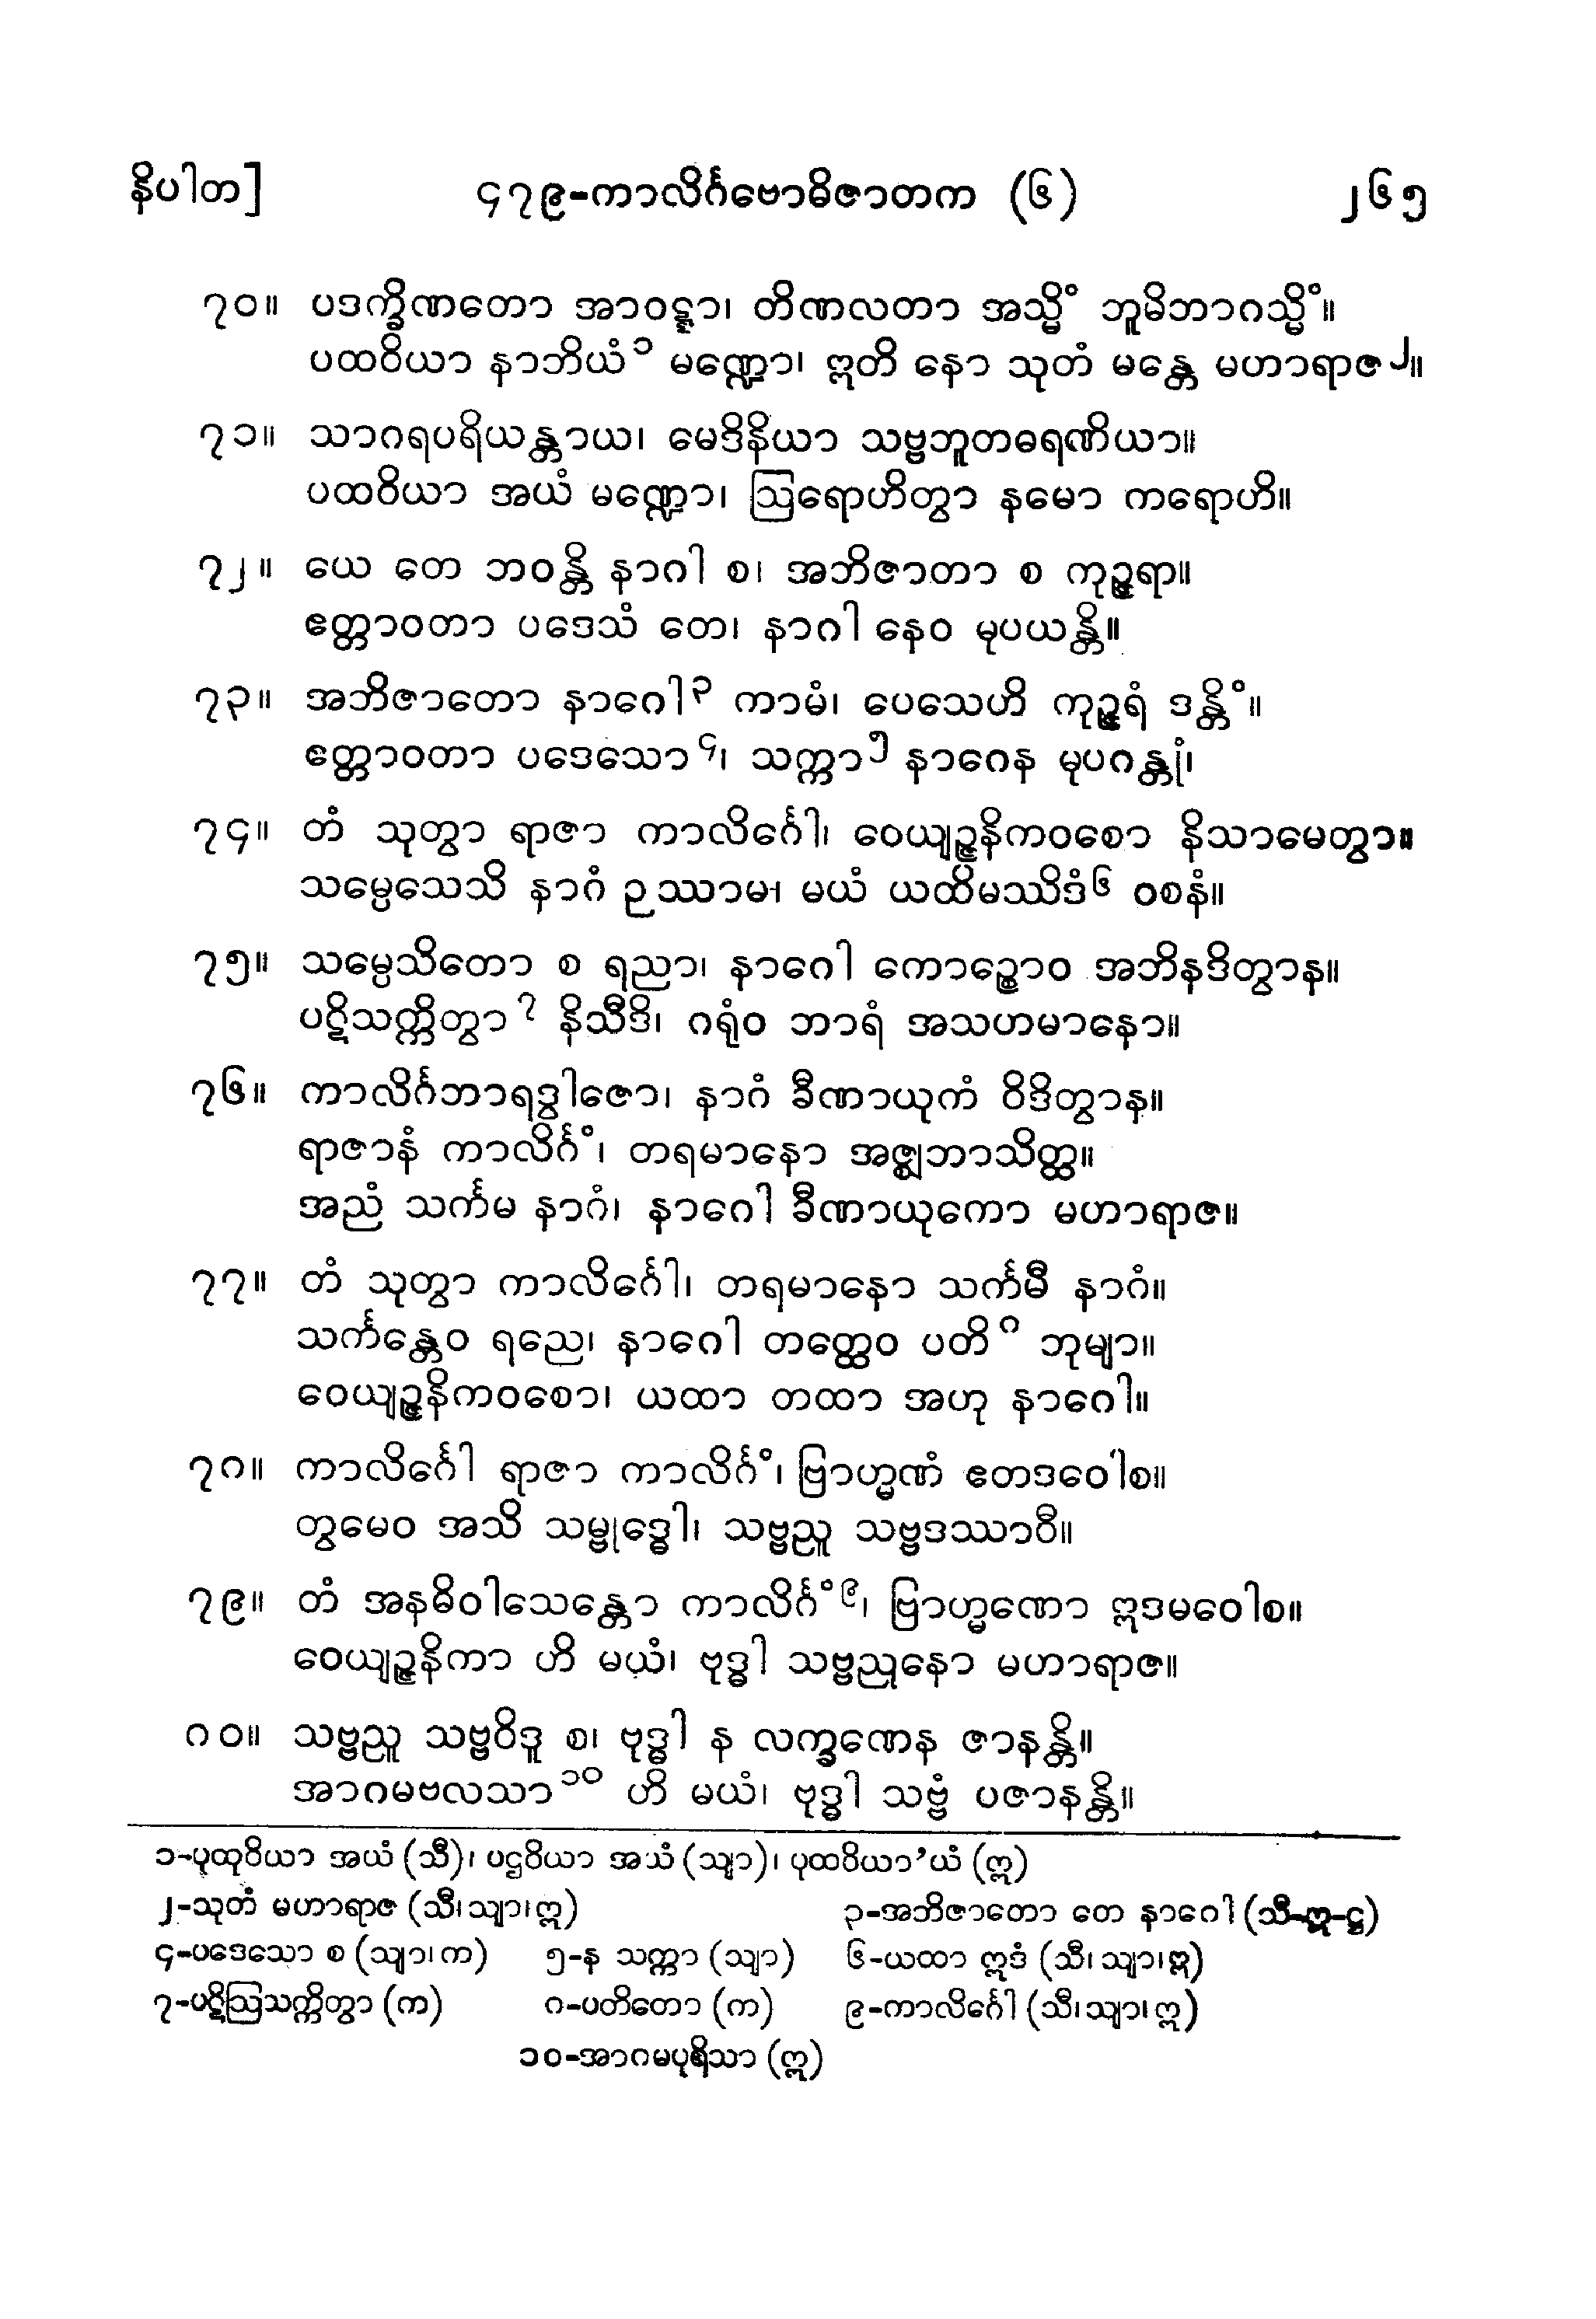 နိပါတ]	၄၇၉-ကာလိင်္ဂဗောဓိဇာတက (၆)	၂၆၅
၇၀။ ပဒက္ခိဏတော အာဝဋ္ဋာ၊ တိဏလတာ အသ္မိံ ဘူမိဘာဂသ္မိံ။
ပထဝိယာ နာဘိယံ၁ မဏ္ဍော၊ ဣတိ နော သုတံ မန္တေ မဟာရာဇ၂။
၇၁။ သာဂရပရိယန္တာယ၊ မေဒိနိယာ သဗ္ဗဘူတဓရဏိယာ။
ပထဝိယာ အယံ မဏ္ဍော၊ ဩရောဟိတွာ နမော ကရောဟိ။
၇၂။ ယေ တေ ဘဝန္တိ နာဂါ စ၊ အဘိဇာတာ စ ကုဉ္ဇရာ။
ဧတ္တာဝတာ ပဒေသံ တေ၊ နာဂါ နေဝ မုပယန္တိ။
၇၃။ အဘိဇာတော နာဂေါ၃ ကာမံ၊ ပေသေဟိ ကုဉ္ဇရံ ဒန္တိံ။
ဧတ္တာဝတာ ပဒေသော၄၊ သက္ကာ၅ နာဂေန မုပဂန္တုံ၊
၇၄။ တံ သုတွာ ရာဇာ ကာလိင်္ဂေါ၊ ဝေယျဉ္ဇနိကဝစော နိသာမေတွာ။
သမ္ပေသေသိ နာဂံ ဉဿာမ၊ မယံ ယထိမဿိဒံ၆ ဝစနံ။
၇၅။ သမ္ပေသိတော စ ရညာ၊ နာဂေါ ကောဉ္စောဝ အဘိနဒိတွာန။
ပဋိသက္ကိတွာ၇ နိသီဒိ၊ ဂရုံဝ ဘာရံ အသဟမာနော။
၇၆။ ကာလိင်္ဂဘာရဒွါဇော၊ နာဂံ ခီဏာယုကံ ဝိဒိတွာန။
ရာဇာနံ ကာလိင်္ဂံ၊ တရမာနော အဇ္ဈဘာသိတ္ထ။
အညံ သင်္ကမ နာဂံ၊ နာဂေါ ခီဏာယုကော မဟာရာဇ။
၇၇။ တံ သုတွာ ကာလိင်္ဂေါ၊ တရမာနော သင်္ကမီ နာဂံ။
သင်္ကန္တေဝ ရညေ၊ နာဂေါ တတ္ထေဝ ပတိ၈ ဘုမျာ။
ဝေယျဉ္ဇနိကဝစော၊ ယထာ တထာ အဟု နာဂေါ။
၇၈။ ကာလိင်္ဂေါ ရာဇာ ကာလိင်္ဂံ၊ ဗြာဟ္မဏံ ဧတဒဝေါစ။
တွမေဝ အသိ သမ္ဗုဒ္ဓေါ၊ သဗ္ဗညူ သဗ္ဗဒဿာဝီ။
၇၉။ တံ အနဓိဝါသေန္တော ကာလိင်္ဂံ၉၊ ဗြာဟ္မဏော ဣဒမဝေါစ။
ဝေယျဉ္ဇနိကာ ဟိ မယံ၊ ဗုဒ္ဓါ သဗ္ဗညုနော မဟာရာဇ။
၈၀။ သဗ္ဗညူ သဗ္ဗဝိဒူ စ၊ ဗုဒ္ဓါ န လက္ခဏေန ဇာနန္တိ။
အာဂမဗလသာ၁၀ ဟိ မယံ၊ ဗုဒ္ဓါ သဗ္ဗံ ပဇာနန္တိ။
၁-ပုထုဝိယာ အယံ (သီ)၊ ပဌဝိယာ အယံ (သျာ)၊ ပုထဝိယာ’ယံ (ဣ)
၂-သုတံ မဟာရာဇ (သီ၊ သျာ၊ ဣ)	၃-အဘိဇာတော တေ နာဂေါ (သီ-ဣ-ဋ္ဌ)
၄-ပဒေသော စ (သျာ၊ က)	၅-န သက္ကာ (သျာ)	၆-ယထာ ဣဒံ (သီ၊ သျာ၊ ဣ)
၇-ပဋိဩသက္ကိတွာ (က)	၈-ပတိတော (က)	၉-ကာလိင်္ဂေါ (သီ၊ သျာ၊ ဣ)
၁၀-အာဂမပုရိသာ (ဣ)